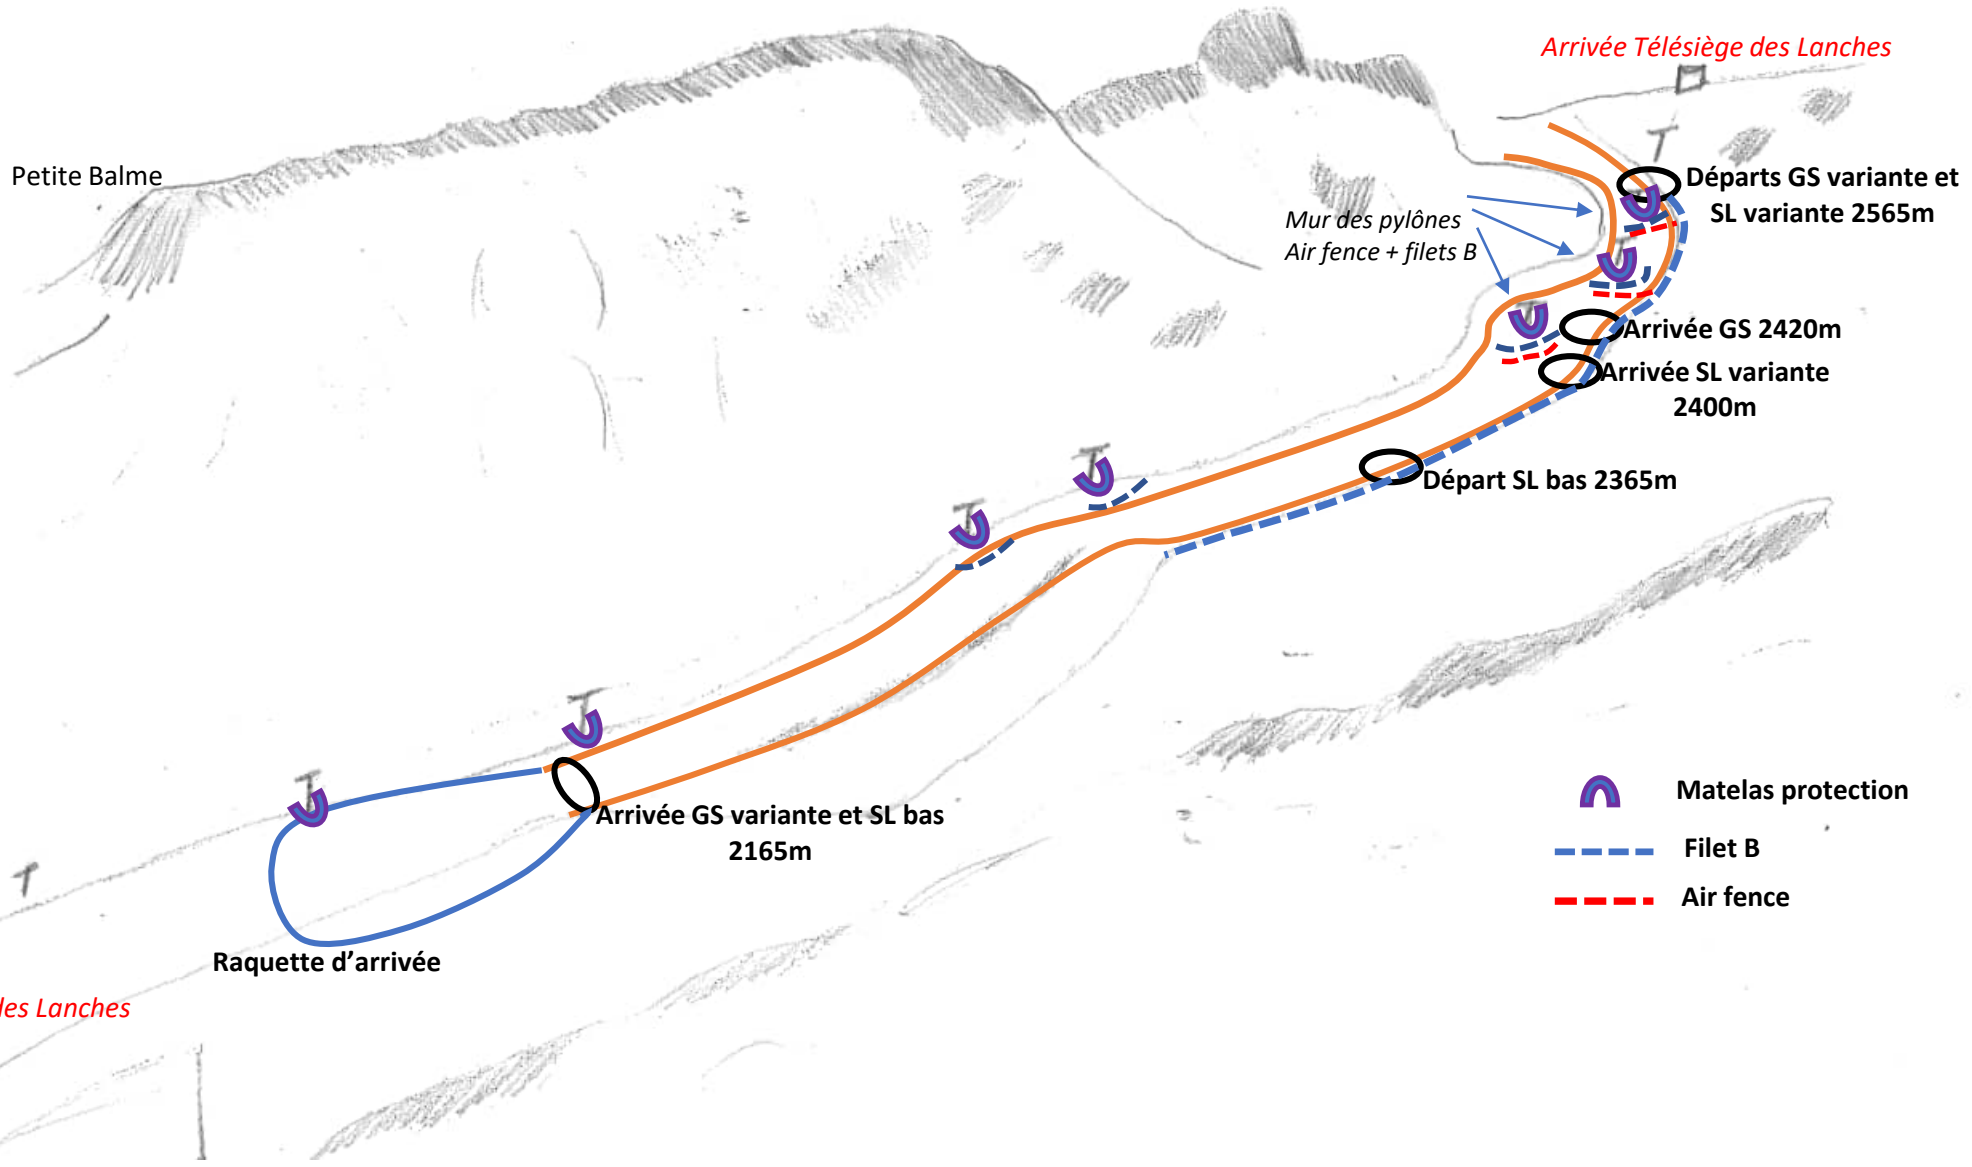 Arrivée Télésiège des Lanches
Petite Balme
Départs GS variante et
SL variante 2565m
Mur des pylônes
Air fence + filets B
Arrivée GS 2420m
Arrivée SL variante
2400m
Départ SL bas 2365m
Arrivée GS variante et SL bas
2165m
Matelas protection
Filet B
Air fence
Raquette d’arrivée
des Lanches